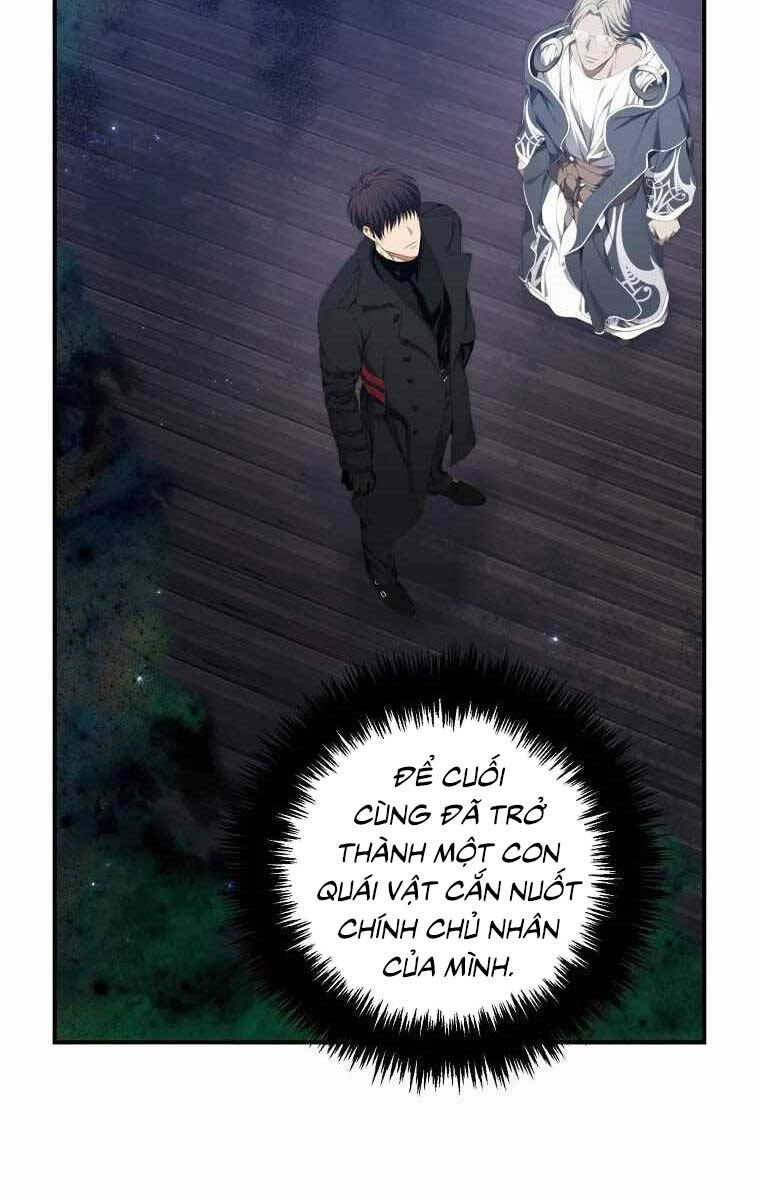 ĐỂ CUỐI
CÙNG ĐÃ TRỞ
THÀNH MỘT CON
QUÁI VẬT CẮN NUỐT
CHÍNH CHỦ NHÂN
CỦA MÌNH.